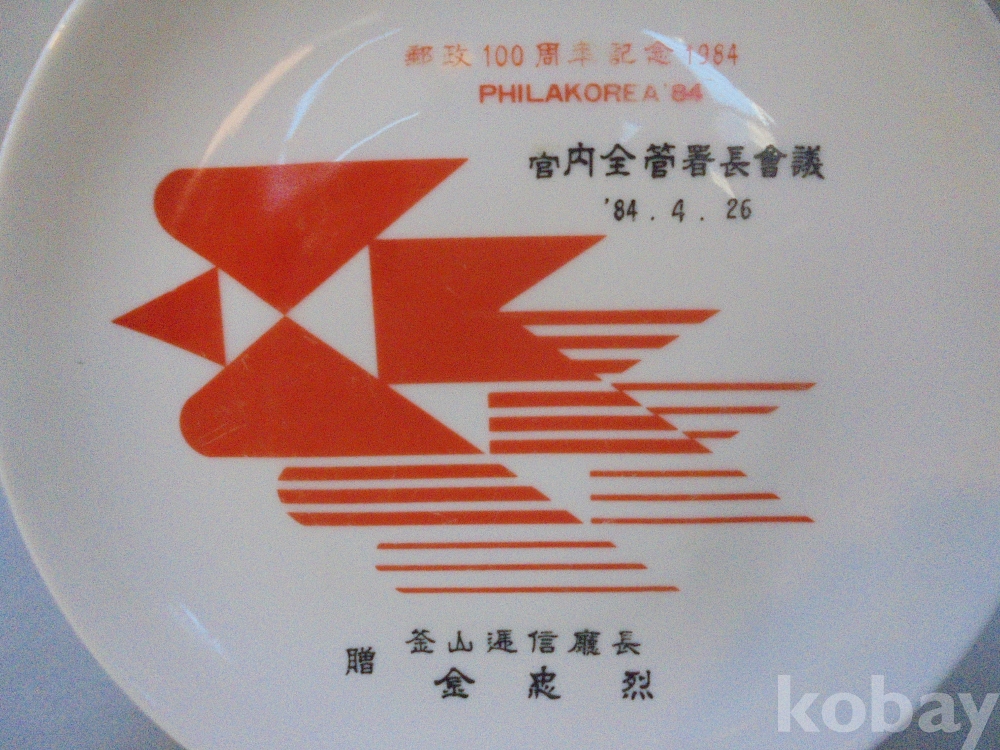 郵政100周年記念1984
PHILAKOREA '84
官內全管署長會議
'84. 4. 26
釜山遞信廳長
贈
金忠烈
kobay